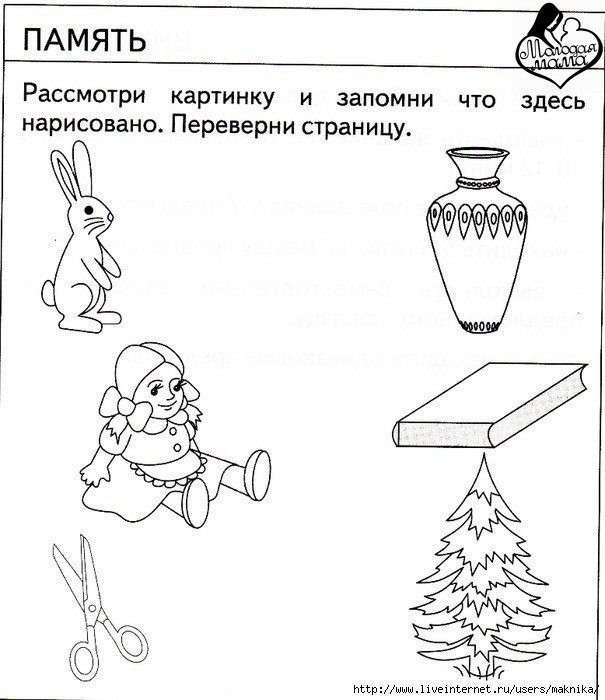 Молодая
мама
ПАМЯТЬ
Рассмотри картинку и запомни что здесь
нарисовано. Переверни страницу.
http://www.liveinternet.ru/users/maknika/